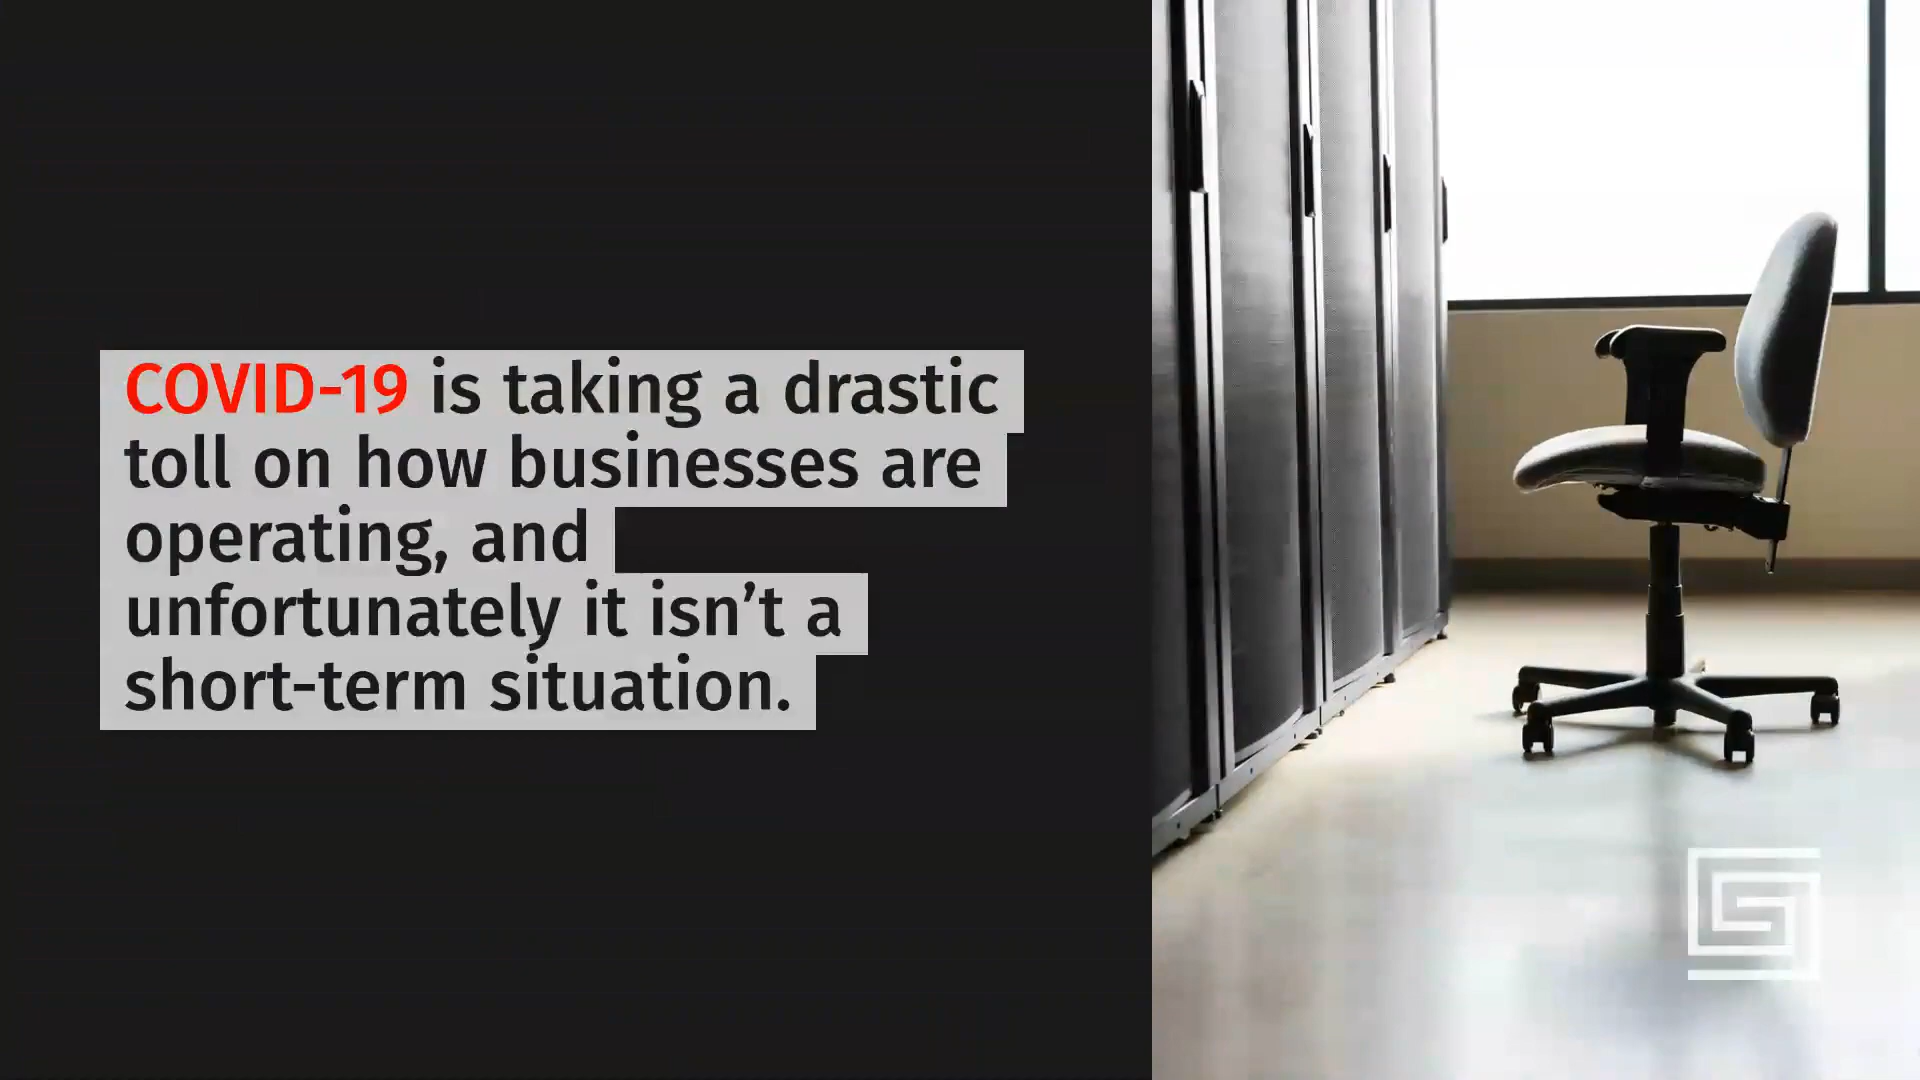 COVID-19 is taking a drastic
toll on how businesses are
operating, and
unfortunately it isn’t a
short-term situation.